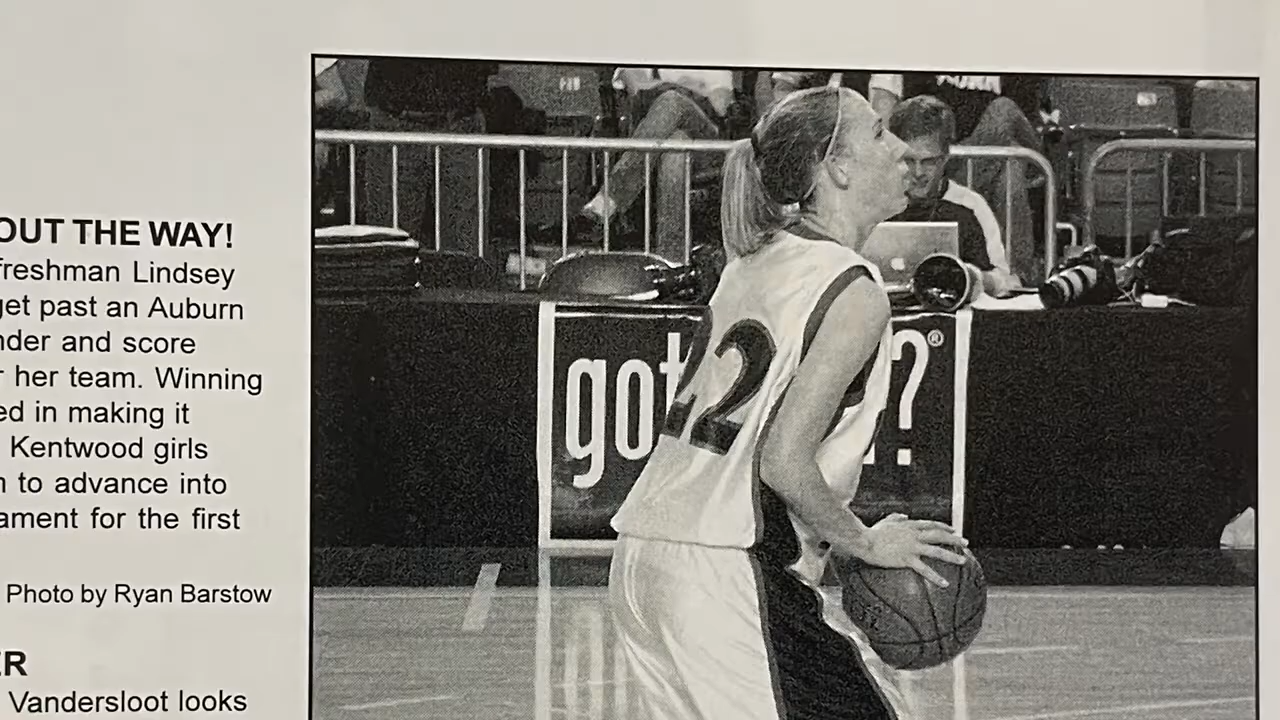 OUT THE WAY!
freshman Lindsey
get past an Auburn
nder and score
r her team. Winning
ed in making it
Kentwood girls
n to advance into
ament for the first
Photo by Ryan Barstow
ER
Vandersloot looks
22
got ?®